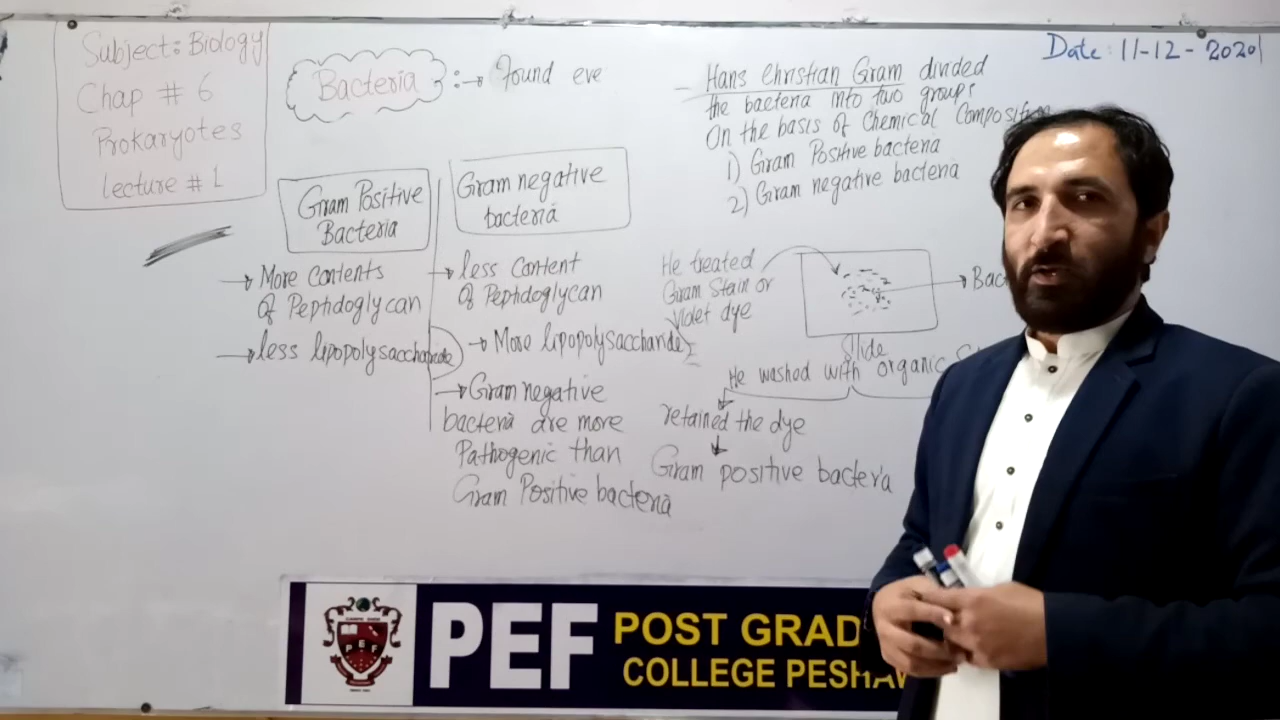 Subject: Biology
Chap # 6
Prokaryotes
lecture # 1
Bacteria :→ Found eve
Gram Positive
Bacteria
→ More Contents
of Peptidoglycan
→ less lipopolysaccharide
Gram negative
bacteria
→ less Content
of Peptidoglycan
→ More lipopolysaccharide
→ Gram negative
bacteria are more
Pathogenic than
Gram Positive bacteria
Date: 11-12-2020
- Hans Christian Gram divided
the bacteria into two groups
On the basis of Chemical Composition
1) Gram Positive bacteria
2) Gram negative bacteria
He treated
Gram Stain or
Violet dye
→ Bac
Slide
He washed with organic
retained the dye
Gram positive bacteria
PEF
PEF
POST GRAD
COLLEGE PESHAW